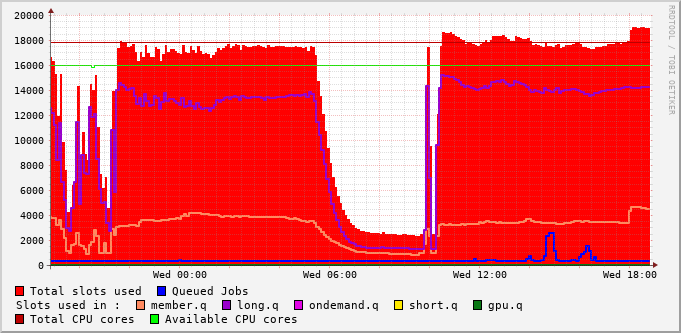 20000
18000
16000
14000
12000
10000
8000
6000
4000
2000
0
Wed 00:00 Wed 06:00 Wed 12:00 Wed 18:00
Total slots used Queued Jobs
Slots used in : member.q long.q ondemand.q short.q gpu.q
Total CPU cores Available CPU cores
RRDTOOL / TOBI OETIKER